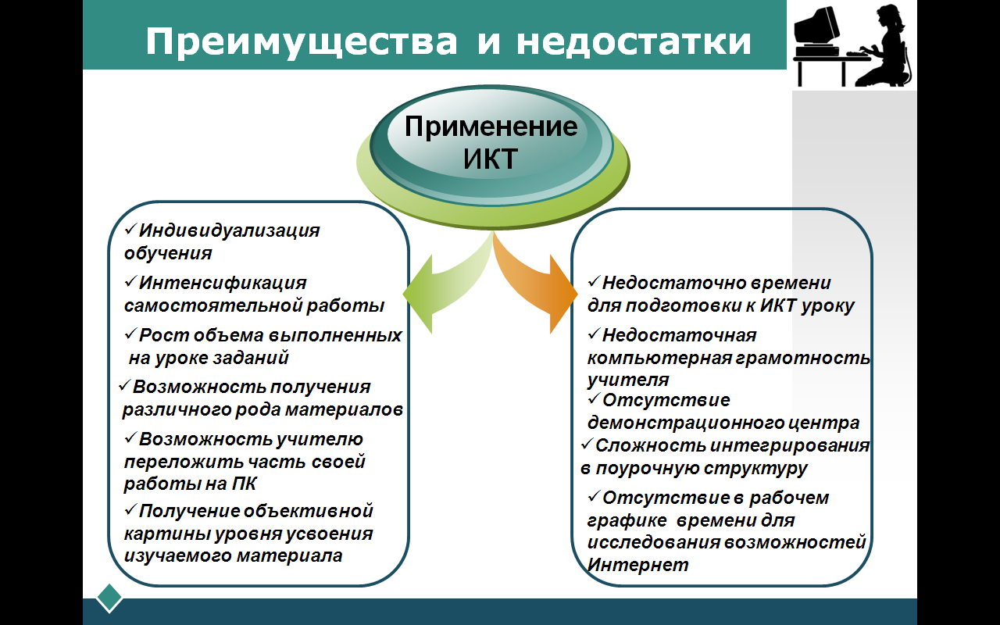 Преимущества и недостатки
Применение
ИКТ
✓Индивидуализация
обучения
✓Интенсификация
самостоятельной работы
✓Рост объема выполненных
на уроке заданий
✓Возможность получения
различного рода материалов
✓Возможность учителю
переложить часть своей
работы на ПК
✓Получение объективной
картины уровня усвоения
изучаемого материала
✓Недостаточно времени
для подготовки к ИКТ уроку
✓Недостаточная
компьютерная грамотность
учителя
✓Отсутствие
демонстрационного центра
✓Сложность интегрирования
в поурочную структуру
✓Отсутствие в рабочем
графике времени для
исследования возможностей
Интернет